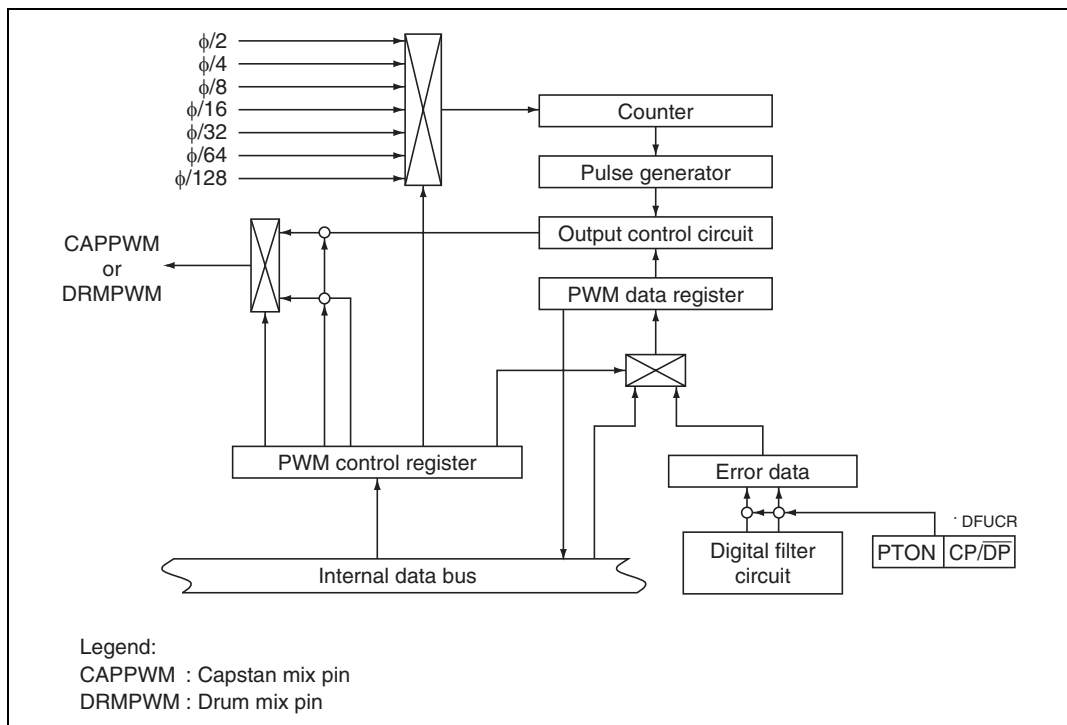 ϕ/2
ϕ/4
ϕ/8
ϕ/16
ϕ/32
ϕ/64
ϕ/128
Counter
Pulse generator
Output control circuit
PWM data register
CAPPWM
or
DRMPWM
PWM control register
Error data
· DFUCR
PTON CP/D̅P̅
Digital filter
circuit
Internal data bus
Legend:
CAPPWM : Capstan mix pin
DRMPWM : Drum mix pin